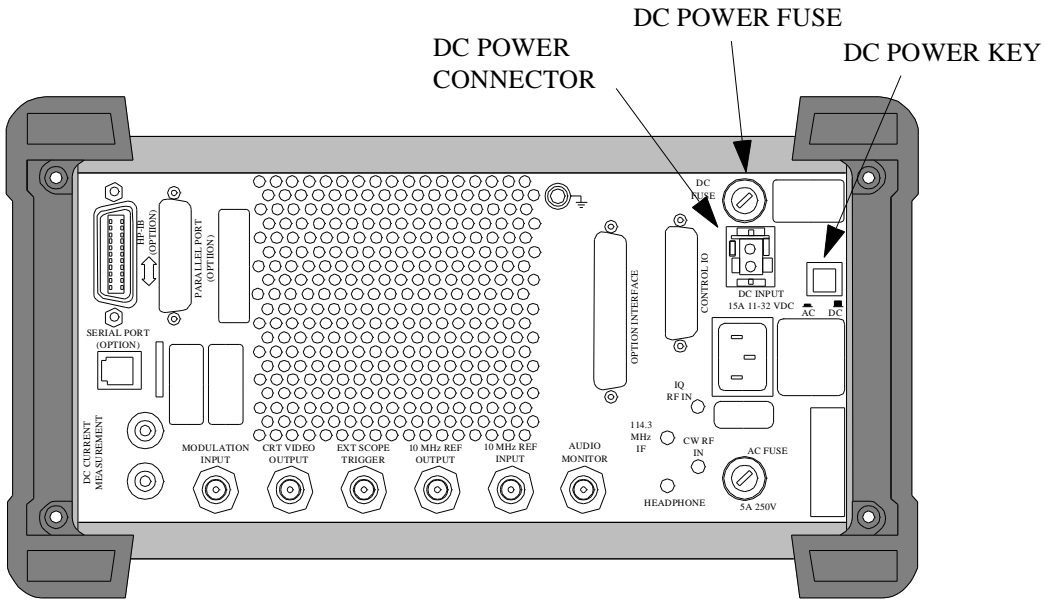 DC POWER FUSE
DC POWER
CONNECTOR
DC POWER KEY
DC
FUSE
HP-IB
(OPTIION)
PARALLEL PORT
(OPTION)
OPTION INTERFACE
CONTROL IO
DC INPUT
15A 11-32 VDC
AC
DC
SERIAL PORT
(OPTION)
IQ
RF IN
114.3
MHz
IF
CW RF
IN
AC FUSE
5A 250V
HEADPHONE
DC CURRENT
MEASUREMENT
MODULATION
INPUT
CRT VIDEO
OUTPUT
EXT SCOPE
TRIGGER
10 MHz REF
OUTPUT
10 MHz REF
INPUT
AUDIO
MONITOR